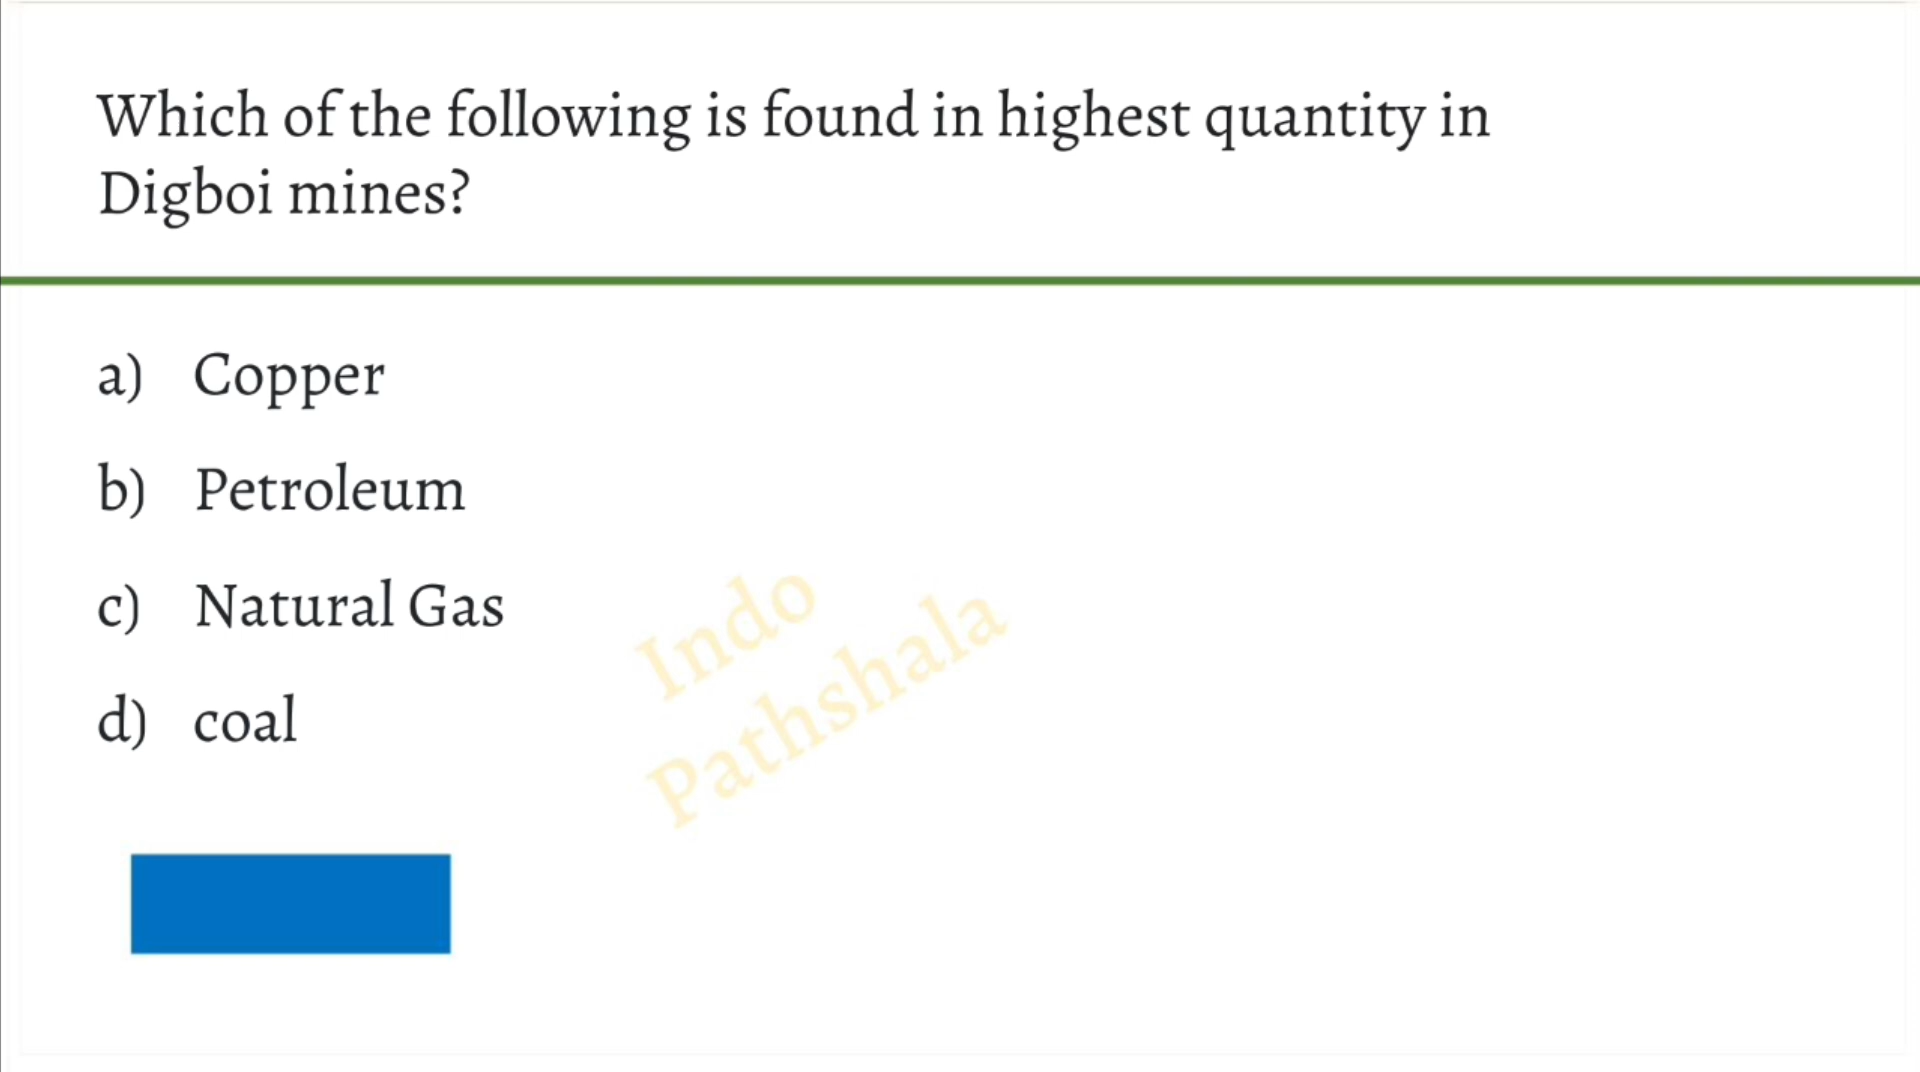 Which of the following is found in highest quantity in
Digboi mines?
a) Copper
b) Petroleum
c) Natural Gas
d) coal
Indo
Pathshala